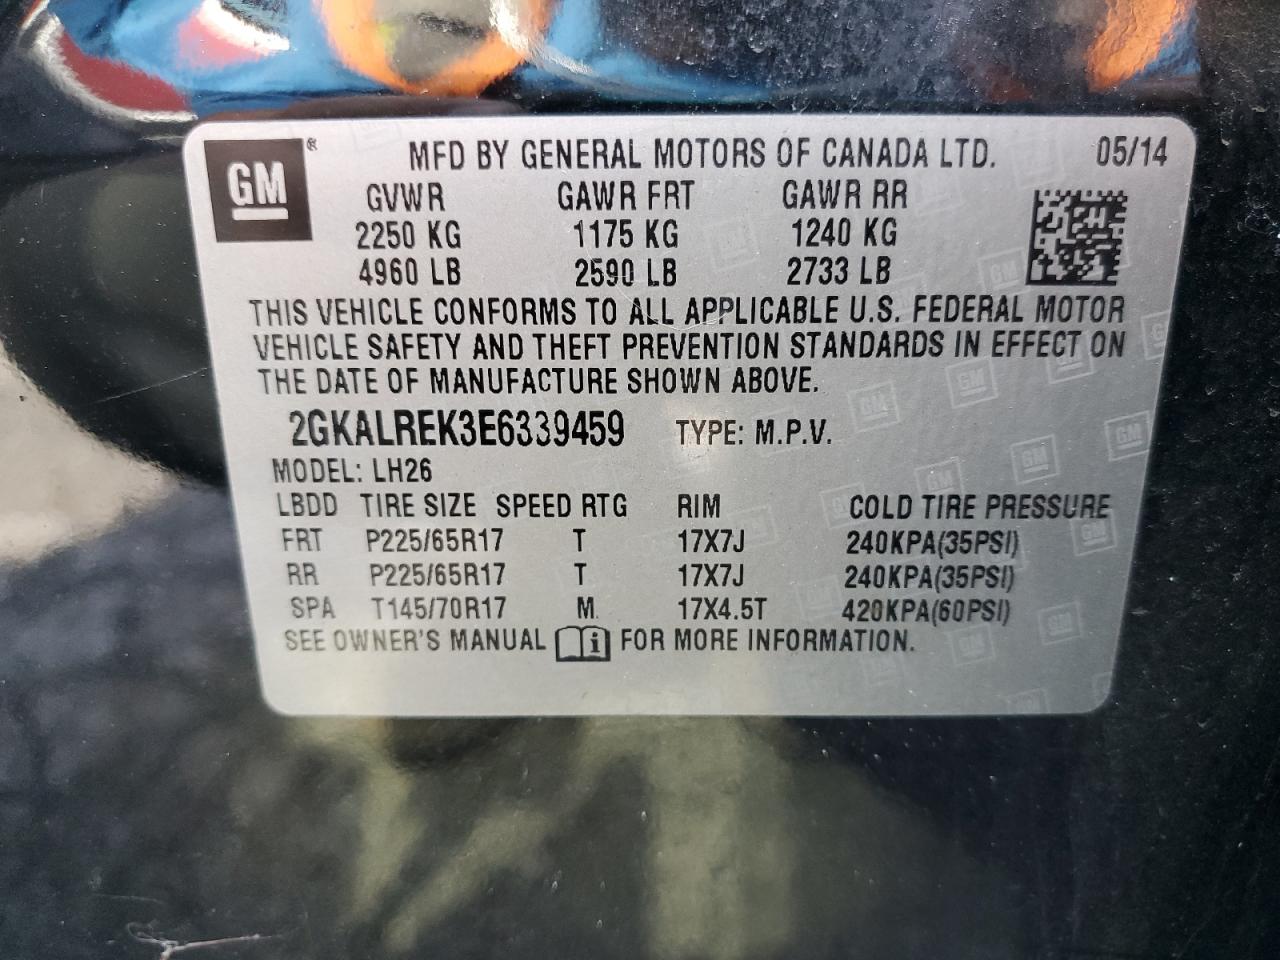 GM ® MFD BY GENERAL MOTORS OF CANADA LTD. 05/14
GVWR GAWR FRT GAWR RR
2250 KG 1175 KG 1240 KG
4960 LB 2590 LB 2733 LB
THIS VEHICLE CONFORMS TO ALL APPLICABLE U.S. FEDERAL MOTOR
VEHICLE SAFETY AND THEFT PREVENTION STANDARDS IN EFFECT ON
THE DATE OF MANUFACTURE SHOWN ABOVE.
2GKALREK3E6339459 TYPE: M.P.V.
MODEL: LH26
LBDD TIRE SIZE SPEED RTG RIM COLD TIRE PRESSURE
FRT P225/65R17 T 17X7J 240KPA(35PSI)
RR P225/65R17 T 17X7J 240KPA(35PSI)
SPA T145/70R17 M 17X4.5T 420KPA(60PSI)
SEE OWNER'S MANUAL i FOR MORE INFORMATION.